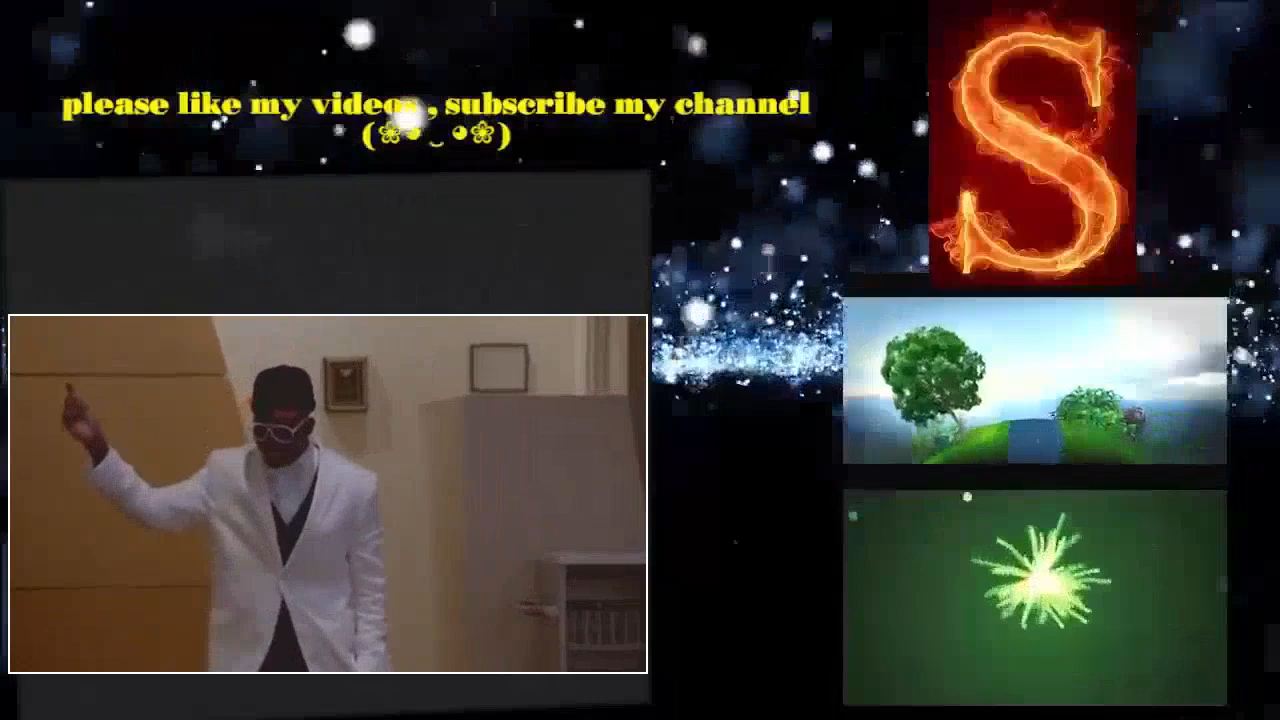 please like my videos , subscribe my channel
(❀◕ ‿ ◕❀)
S